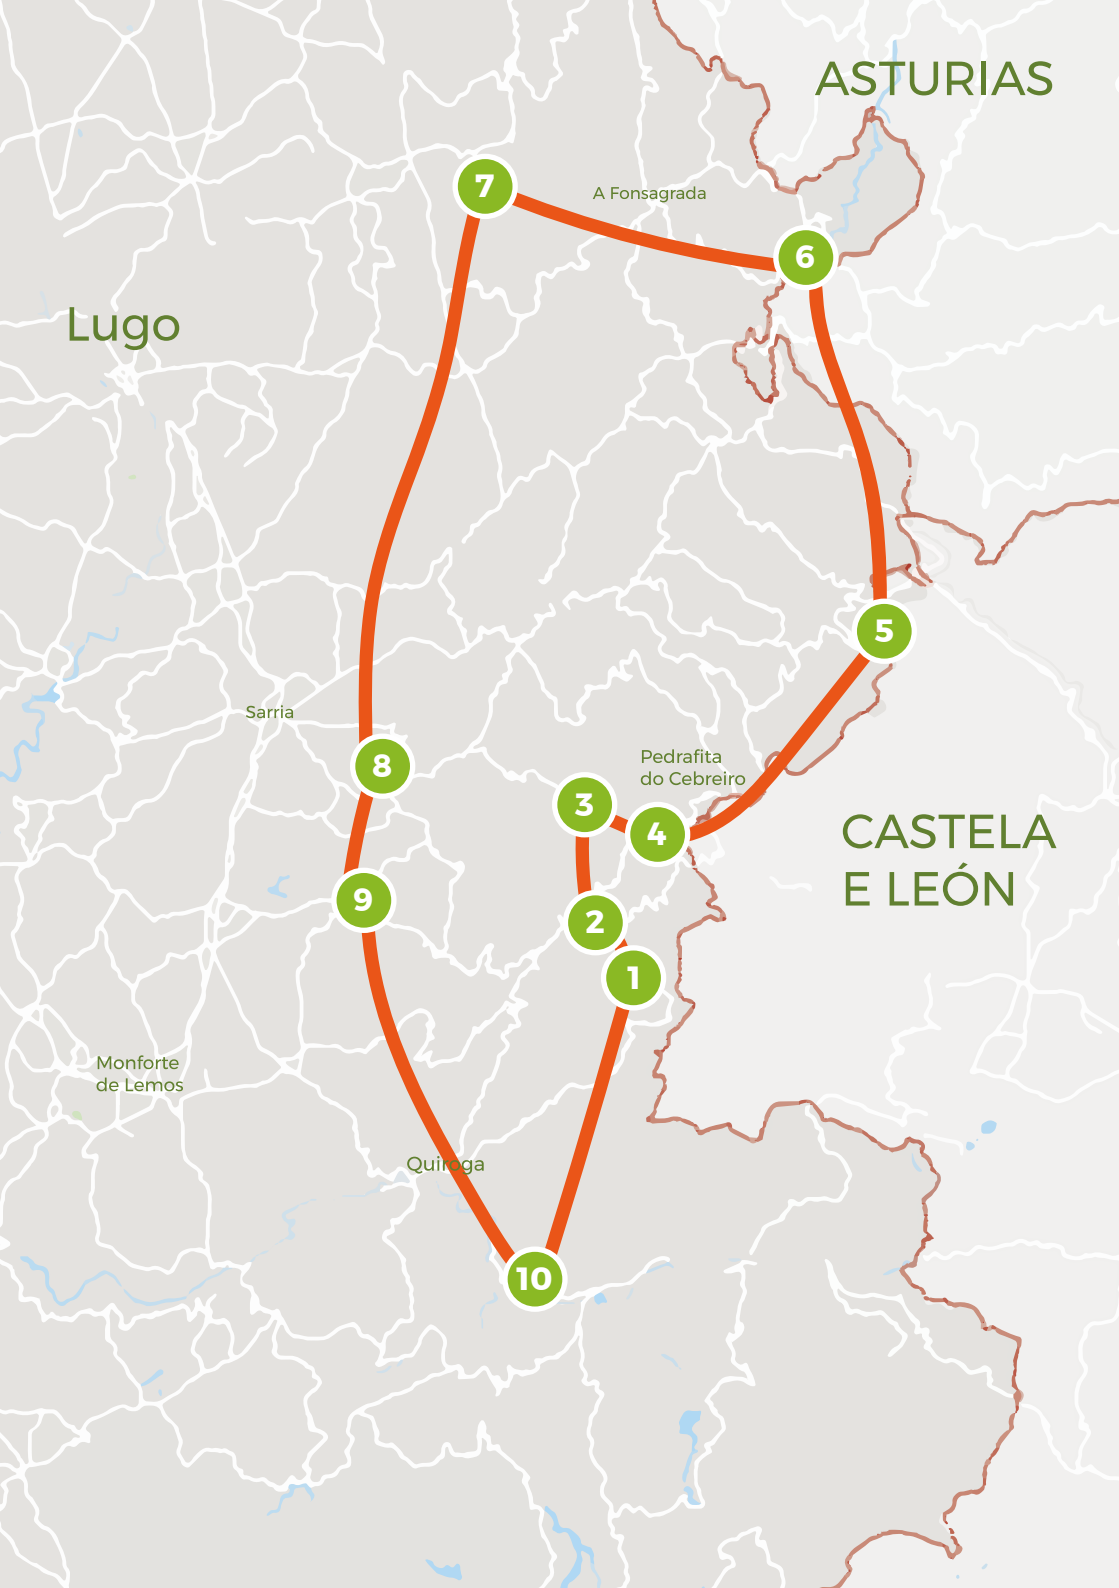 ASTURIAS
7
A Fonsagrada
6
Lugo
5
Sarria
8
Pedrafita
do Cebreiro
3
4
CASTELA
E LEÓN
9
2
1
Monforte
de Lemos
Quiroga
10